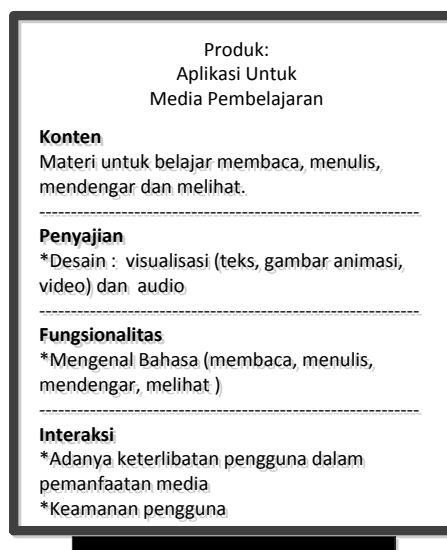 Produk:
Aplikasi Untuk
Media Pembelajaran
Konten
Materi untuk belajar membaca, menulis,
mendengar dan melihat.
------------------------------------------------------------
Penyajian
*Desain :  visualisasi (teks, gambar animasi,
video) dan  audio
------------------------------------------------------------
Fungsionalitas
*Mengenal Bahasa (membaca, menulis,
mendengar, melihat )
------------------------------------------------------------
Interaksi
*Adanya keterlibatan pengguna dalam
pemanfaatan media
*Keamanan pengguna